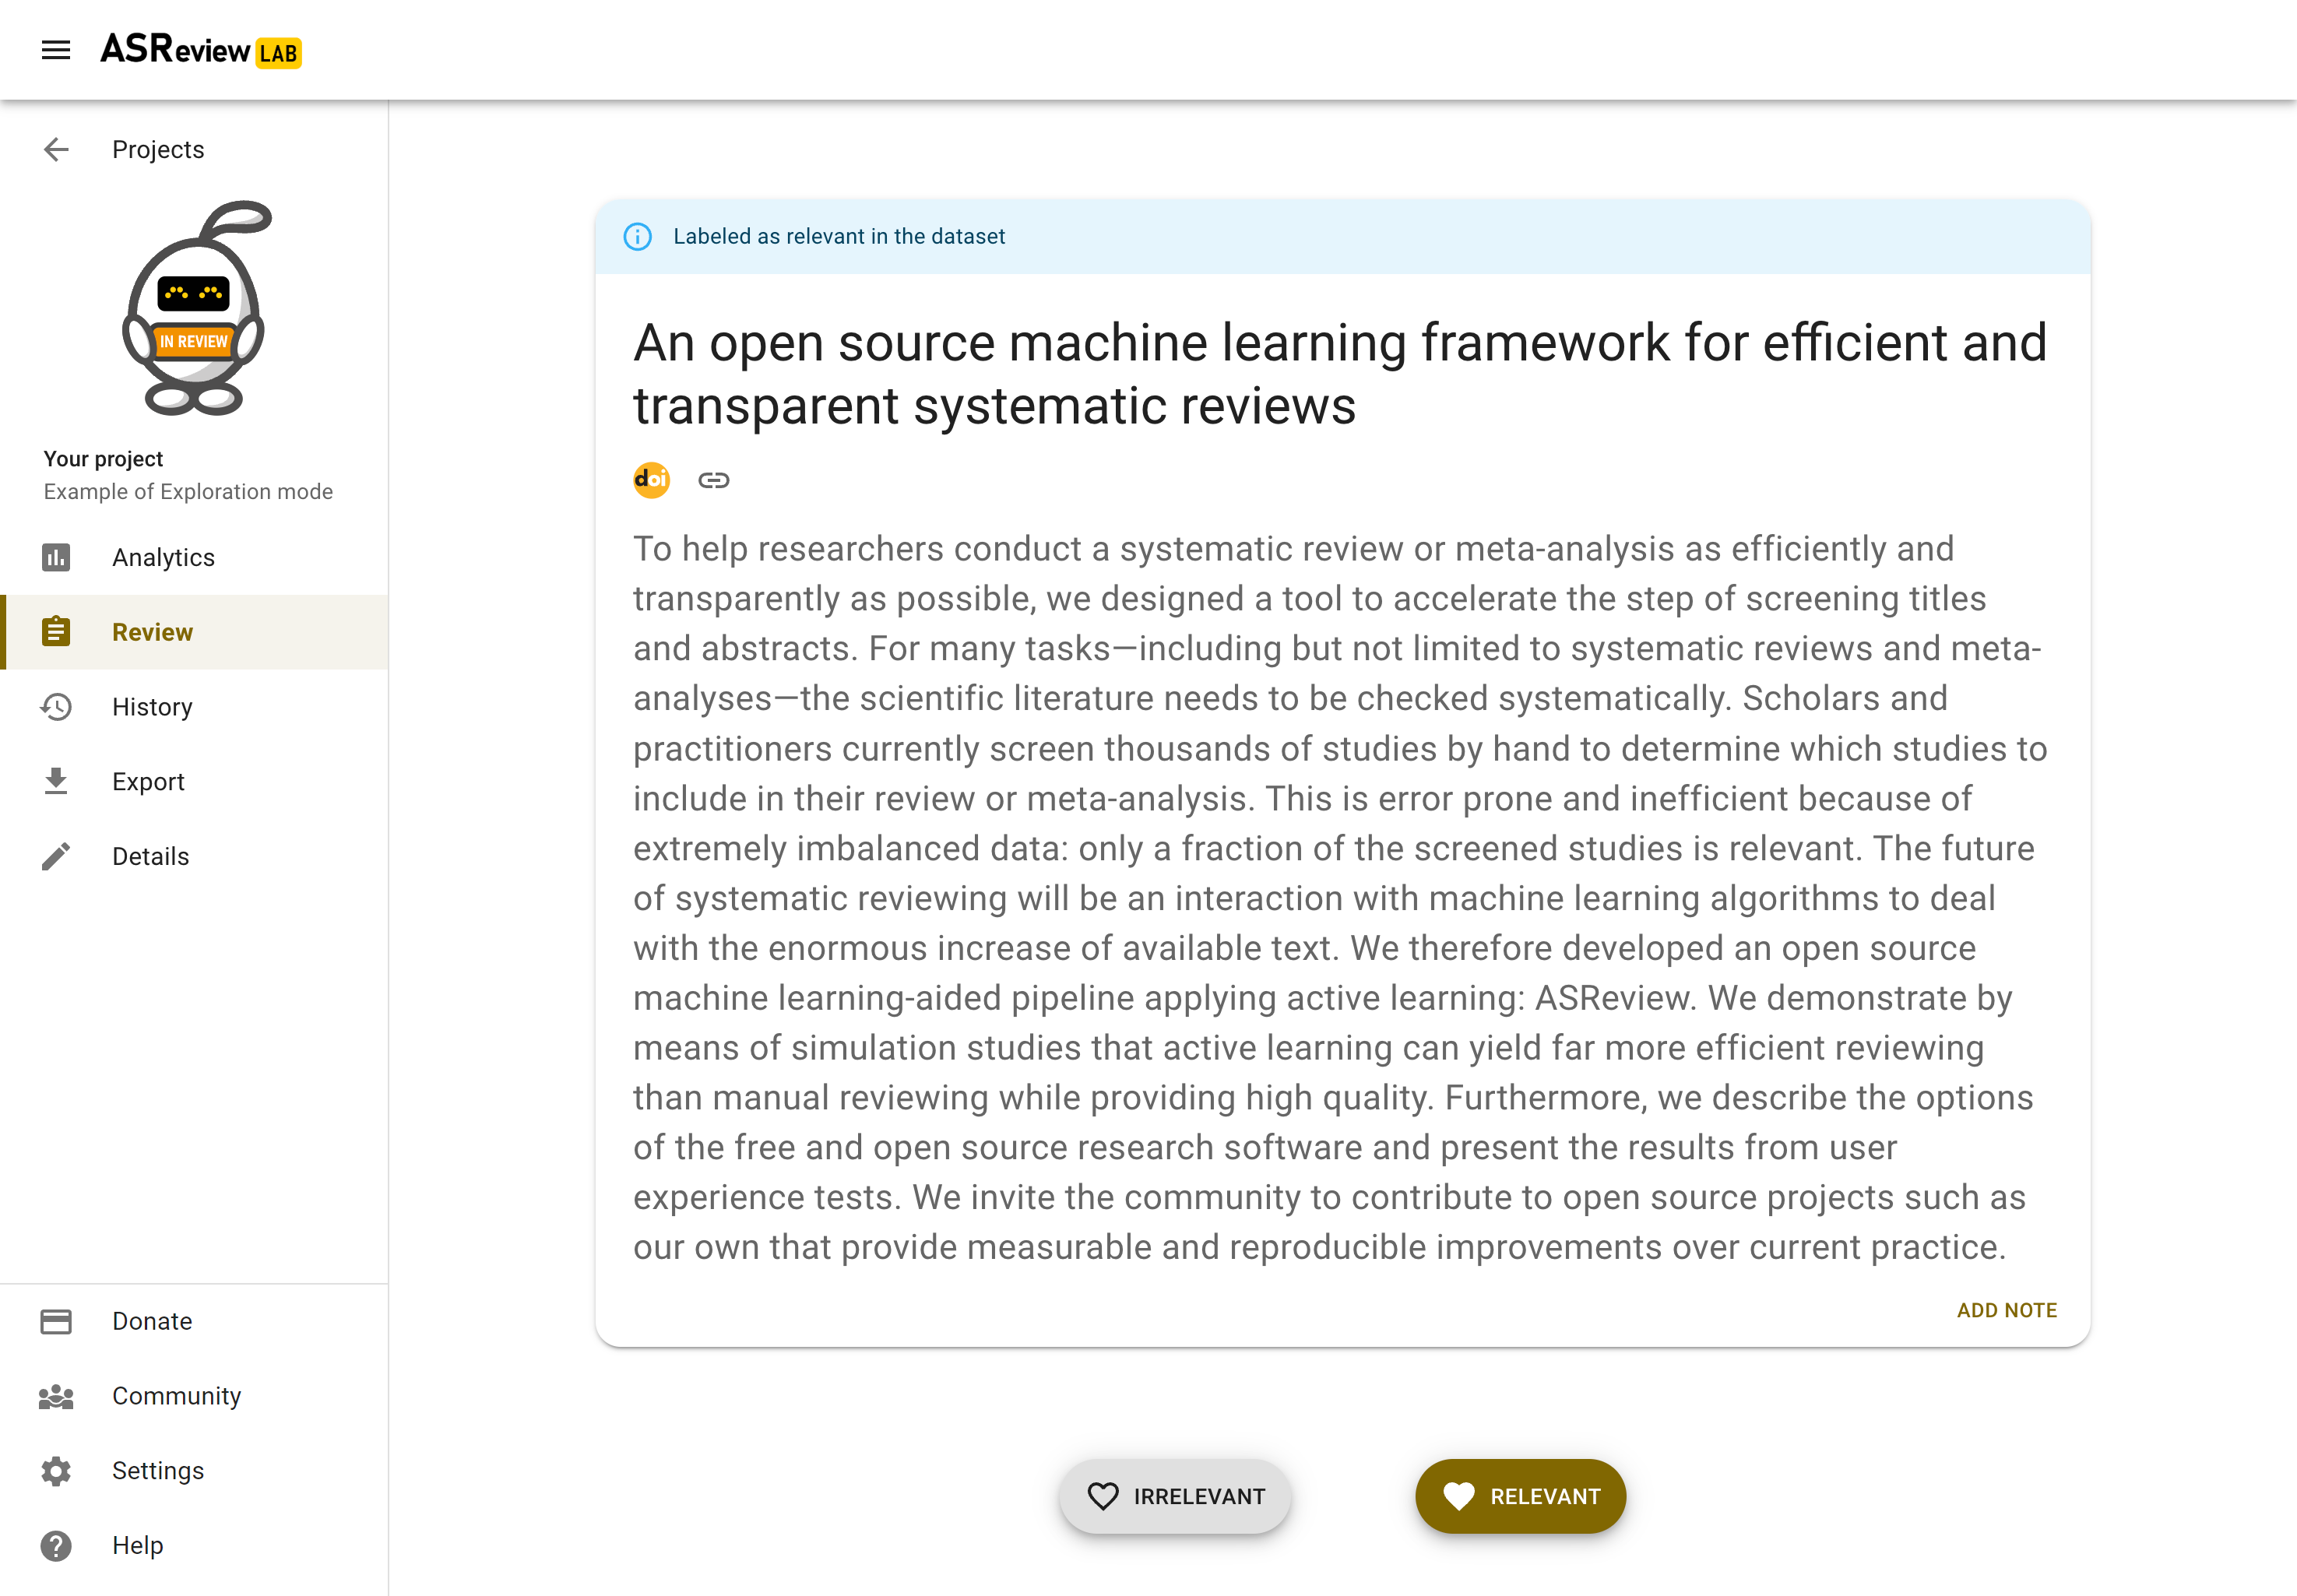 ASReview LAB
Projects
IN REVIEW
Your project
Example of Exploration mode
Analytics
Review
History
Export
Details
Donate
Community
Settings
Help
Labeled as relevant in the dataset
An open source machine learning framework for efficient and
transparent systematic reviews
doi
To help researchers conduct a systematic review or meta-analysis as efficiently and
transparently as possible, we designed a tool to accelerate the step of screening titles
and abstracts. For many tasks—including but not limited to systematic reviews and meta-
analyses—the scientific literature needs to be checked systematically. Scholars and
practitioners currently screen thousands of studies by hand to determine which studies to
include in their review or meta-analysis. This is error prone and inefficient because of
extremely imbalanced data: only a fraction of the screened studies is relevant. The future
of systematic reviewing will be an interaction with machine learning algorithms to deal
with the enormous increase of available text. We therefore developed an open source
machine learning-aided pipeline applying active learning: ASReview. We demonstrate by
means of simulation studies that active learning can yield far more efficient reviewing
than manual reviewing while providing high quality. Furthermore, we describe the options
of the free and open source research software and present the results from user
experience tests. We invite the community to contribute to open source projects such as
our own that provide measurable and reproducible improvements over current practice.
ADD NOTE
IRRELEVANT
RELEVANT